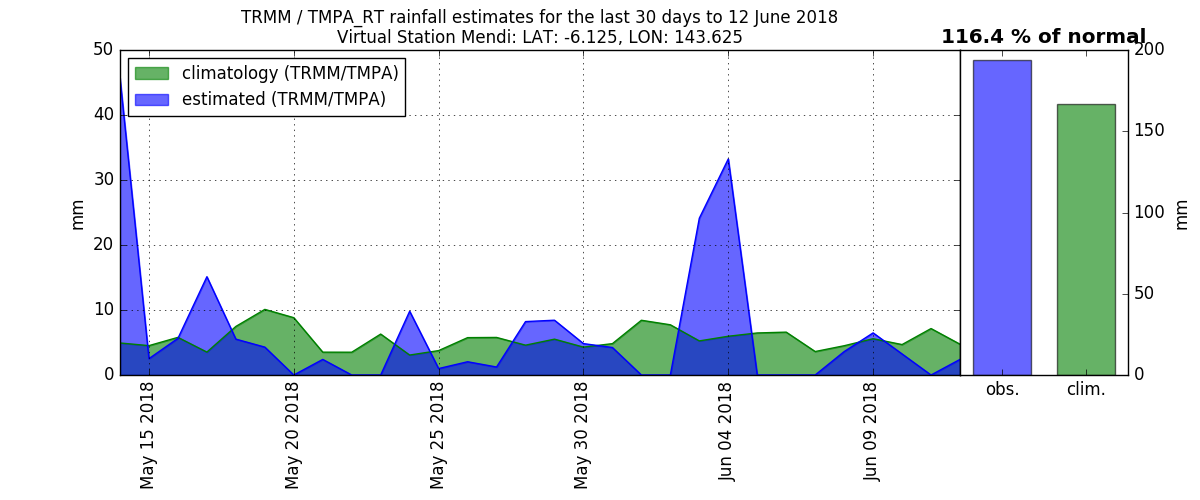 TRMM / TMPA_RT rainfall estimates for the last 30 days to 12 June 2018
Virtual Station Mendi: LAT: -6.125, LON: 143.625
116.4 % of normal
climatology (TRMM/TMPA)
estimated (TRMM/TMPA)
50
40
30
20
10
0
mm
May 15 2018
May 20 2018
May 25 2018
May 30 2018
Jun 04 2018
Jun 09 2018
200
150
100
50
0
mm
obs.
clim.